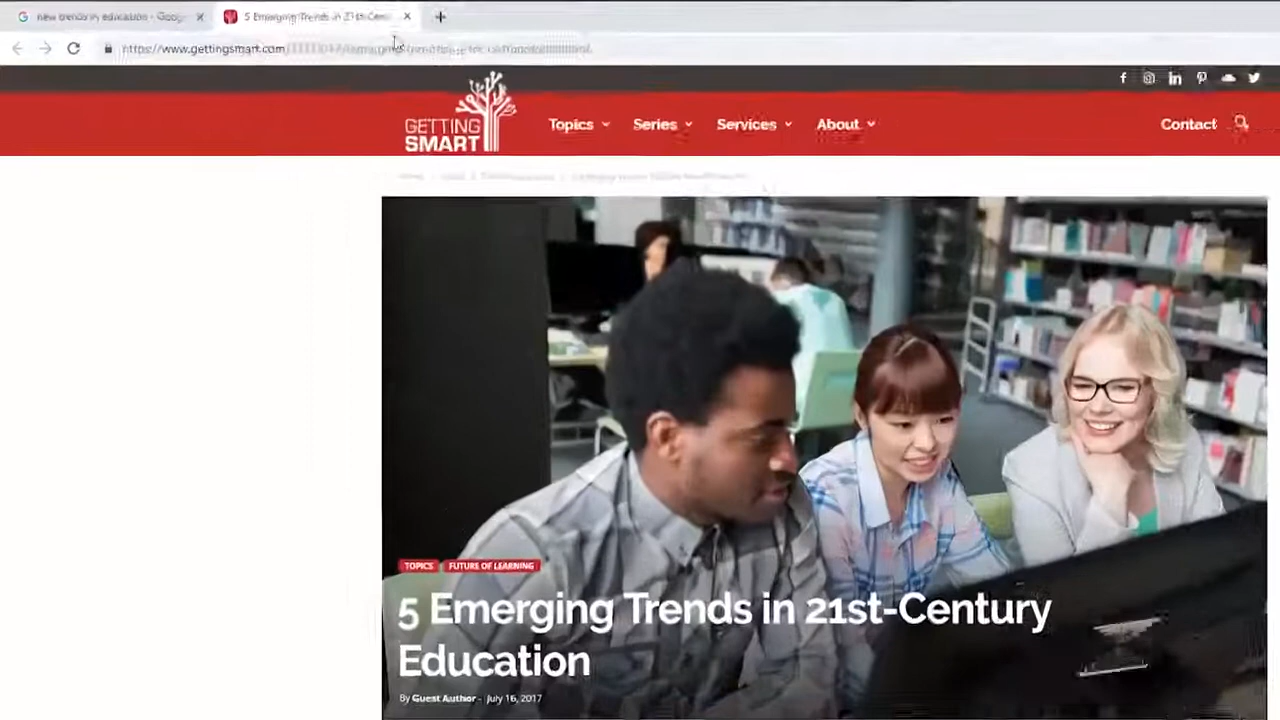 new trends in education - Goog
5 Emerging Trends in 21st-Cent
https://www.gettingsmart.com
GETTING
SMART
Topics
Series
Services
About
Contact
TOPICS
FUTURE OF LEARNING
5 Emerging Trends in 21st-Century
Education
By Guest Author - July 16, 2017